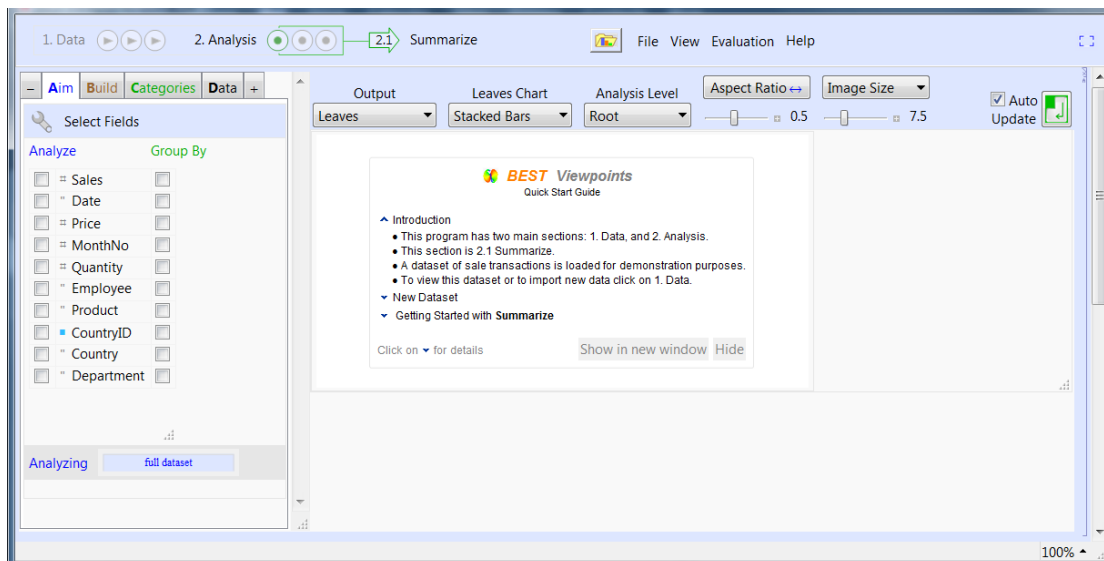 1. Data 2. Analysis 2.1 Summarize File View Evaluation Help
− Aim Build Categories Data +
Output Leaves Chart Analysis Level Aspect Ratio ↔ Image Size
Leaves Stacked Bars Root 0.5 7.5 Auto Update
Select Fields
Analyze Group By
⌗ Sales
" Date
⌗ Price
⌗ MonthNo
⌗ Quantity
" Employee
" Product
▪ CountryID
" Country
" Department
Analyzing full dataset
BEST Viewpoints
Quick Start Guide
Introduction
• This program has two main sections: 1. Data, and 2. Analysis.
• This section is 2.1 Summarize.
• A dataset of sale transactions is loaded for demonstration purposes.
• To view this dataset or to import new data click on 1. Data.
New Dataset
Getting Started with Summarize
Click on for details Show in new window Hide
100%